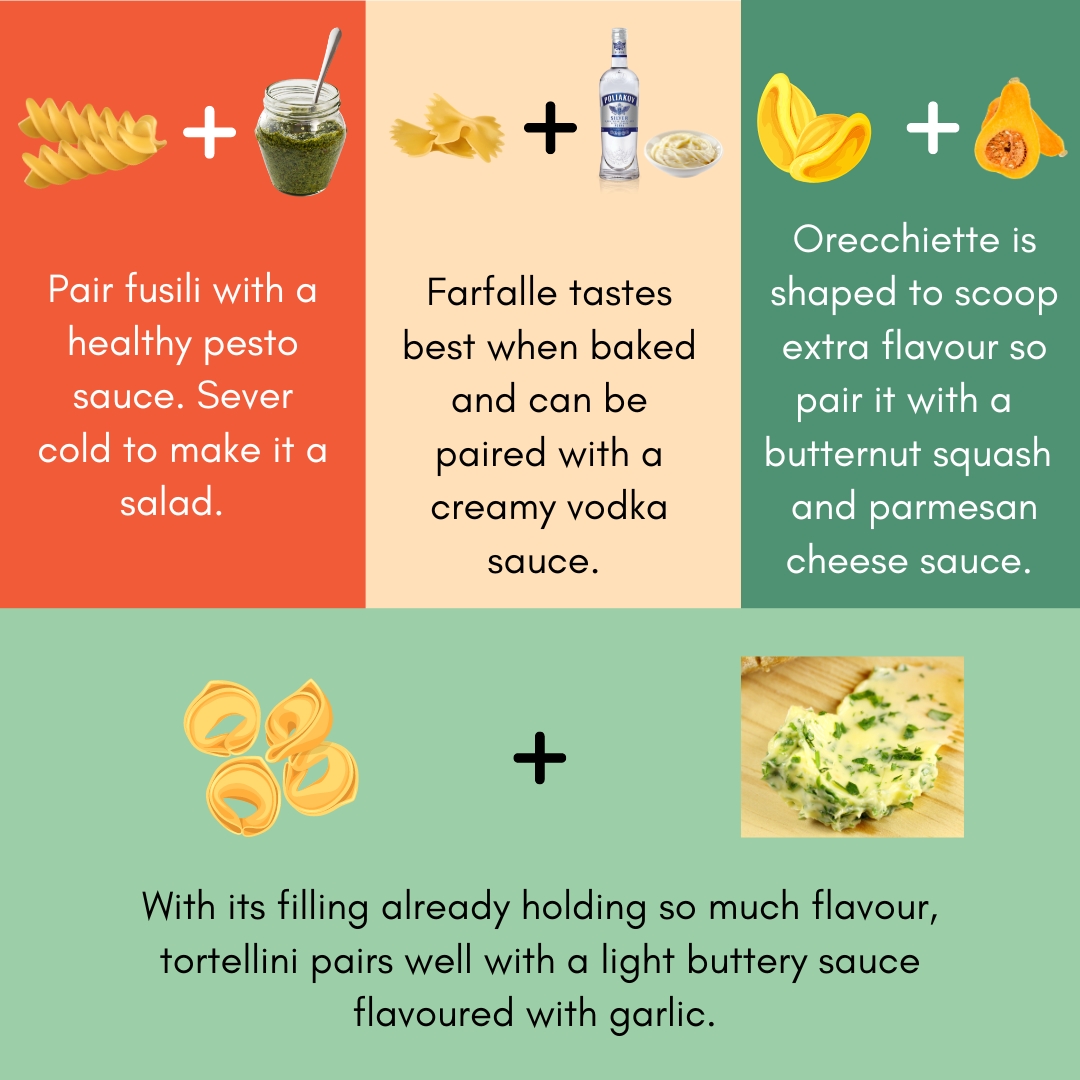 POLIAKOV
SILVER
Pair fusili with a
healthy pesto
sauce. Sever
cold to make it a
salad.
Farfalle tastes
best when baked
and can be
paired with a
creamy vodka
sauce.
Orecchiette is
shaped to scoop
extra flavour so
pair it with a
butternut squash
and parmesan
cheese sauce.
With its filling already holding so much flavour,
tortellini pairs well with a light buttery sauce
flavoured with garlic.